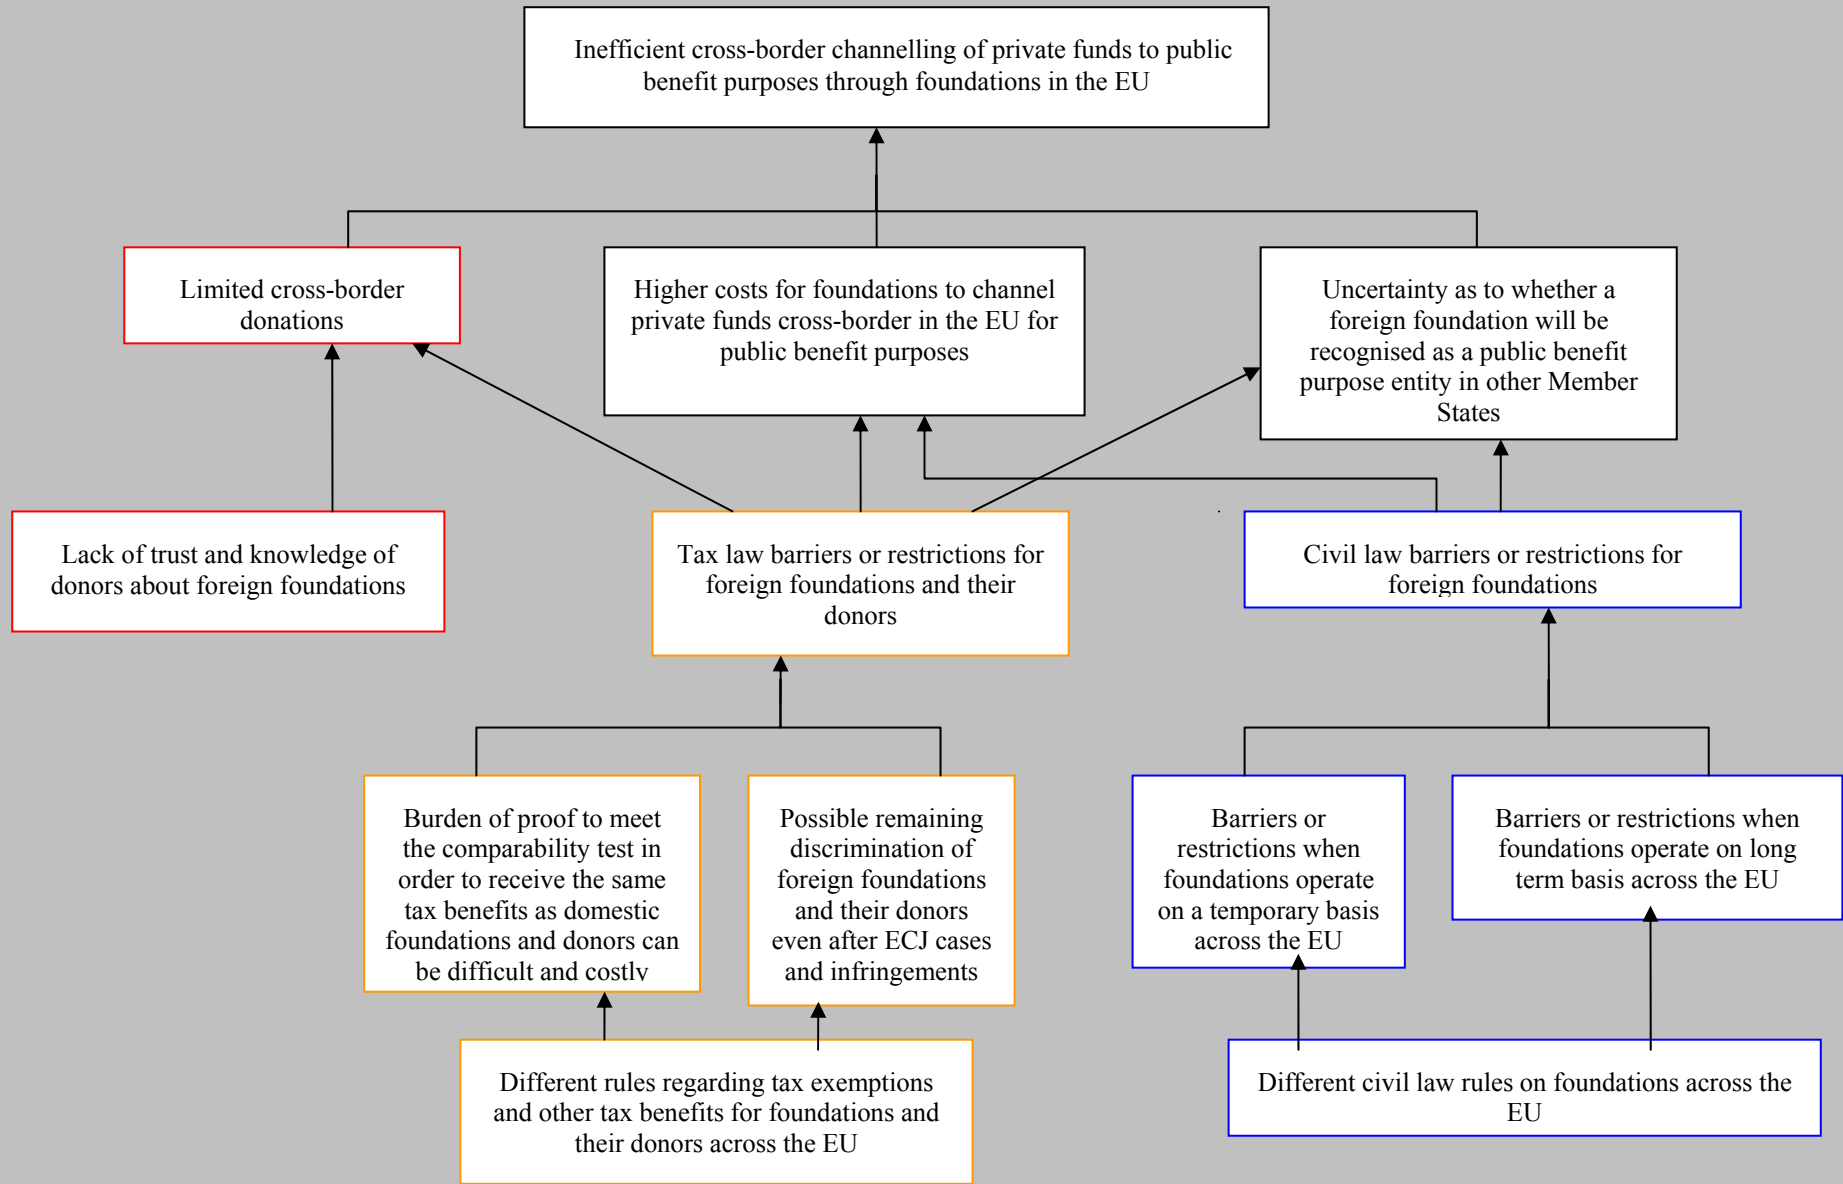 Inefficient cross-border channelling of private funds to public
benefit purposes through foundations in the EU
Limited cross-border
donations
Higher costs for foundations to channel
private funds cross-border in the EU for
public benefit purposes
Uncertainty as to whether a
foreign foundation will be
recognised as a public benefit
purpose entity in other Member
States
Lack of trust and knowledge of
donors about foreign foundations
Tax law barriers or restrictions for
foreign foundations and their
donors
Civil law barriers or restrictions for
foreign foundations
Burden of proof to meet
the comparability test in
order to receive the same
tax benefits as domestic
foundations and donors can
be difficult and costly
Possible remaining
discrimination of
foreign foundations
and their donors
even after ECJ cases
and infringements
Barriers or
restrictions when
foundations operate
on a temporary basis
across the EU
Barriers or restrictions when
foundations operate on long
term basis across the EU
Different rules regarding tax exemptions
and other tax benefits for foundations and
their donors across the EU
Different civil law rules on foundations across the
EU